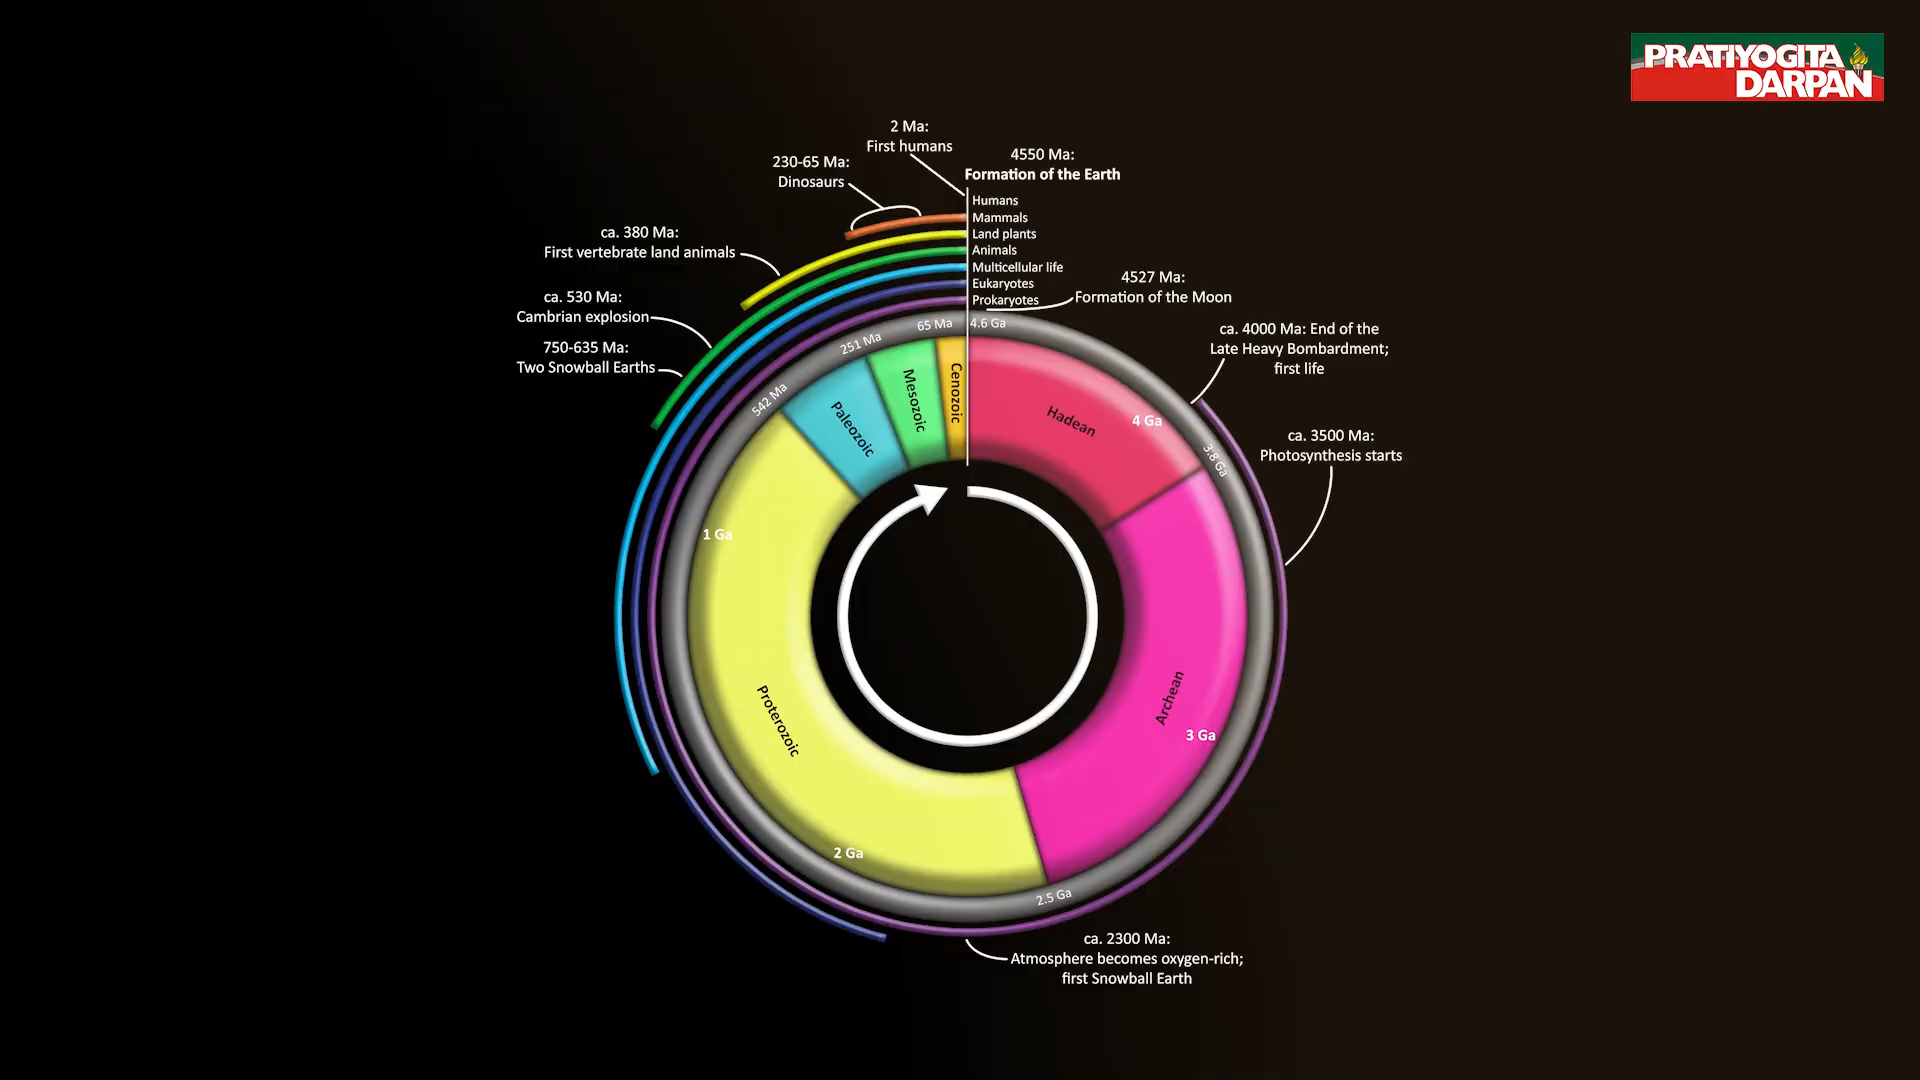 PRATIYOGITA
DARPAN
2 Ma:
First humans
230-65 Ma:
Dinosaurs
4550 Ma:
Formation of the Earth
Humans
Mammals
Land plants
Animals
Multicellular life
Eukaryotes
Prokaryotes
ca. 380 Ma:
First vertebrate land animals
ca. 530 Ma:
Cambrian explosion
750-635 Ma:
Two Snowball Earths
4527 Ma:
Formation of the Moon
ca. 4000 Ma: End of the
Late Heavy Bombardment;
first life
ca. 3500 Ma:
Photosynthesis starts
4.6 Ga
65 Ma
251 Ma
542 Ma
3.8 Ga
2.5 Ga
Cenozoic
Mesozoic
Paleozoic
Hadean
4 Ga
Archean
3 Ga
Proterozoic
1 Ga
2 Ga
ca. 2300 Ma:
Atmosphere becomes oxygen-rich;
first Snowball Earth